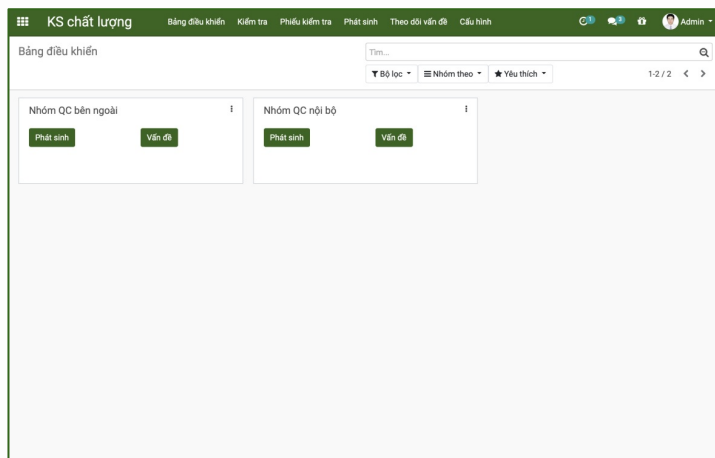 KS chất lượng Bảng điều khiển Kiểm tra Phiếu kiểm tra Phát sinh Theo dõi vấn đề Cấu hình 1 3 Admin
Bảng điều khiển
Tìm...
Bộ lọc Nhóm theo Yêu thích 1-2 / 2
Nhóm QC bên ngoài Nhóm QC nội bộ
Phát sinh Vấn đề Phát sinh Vấn đề